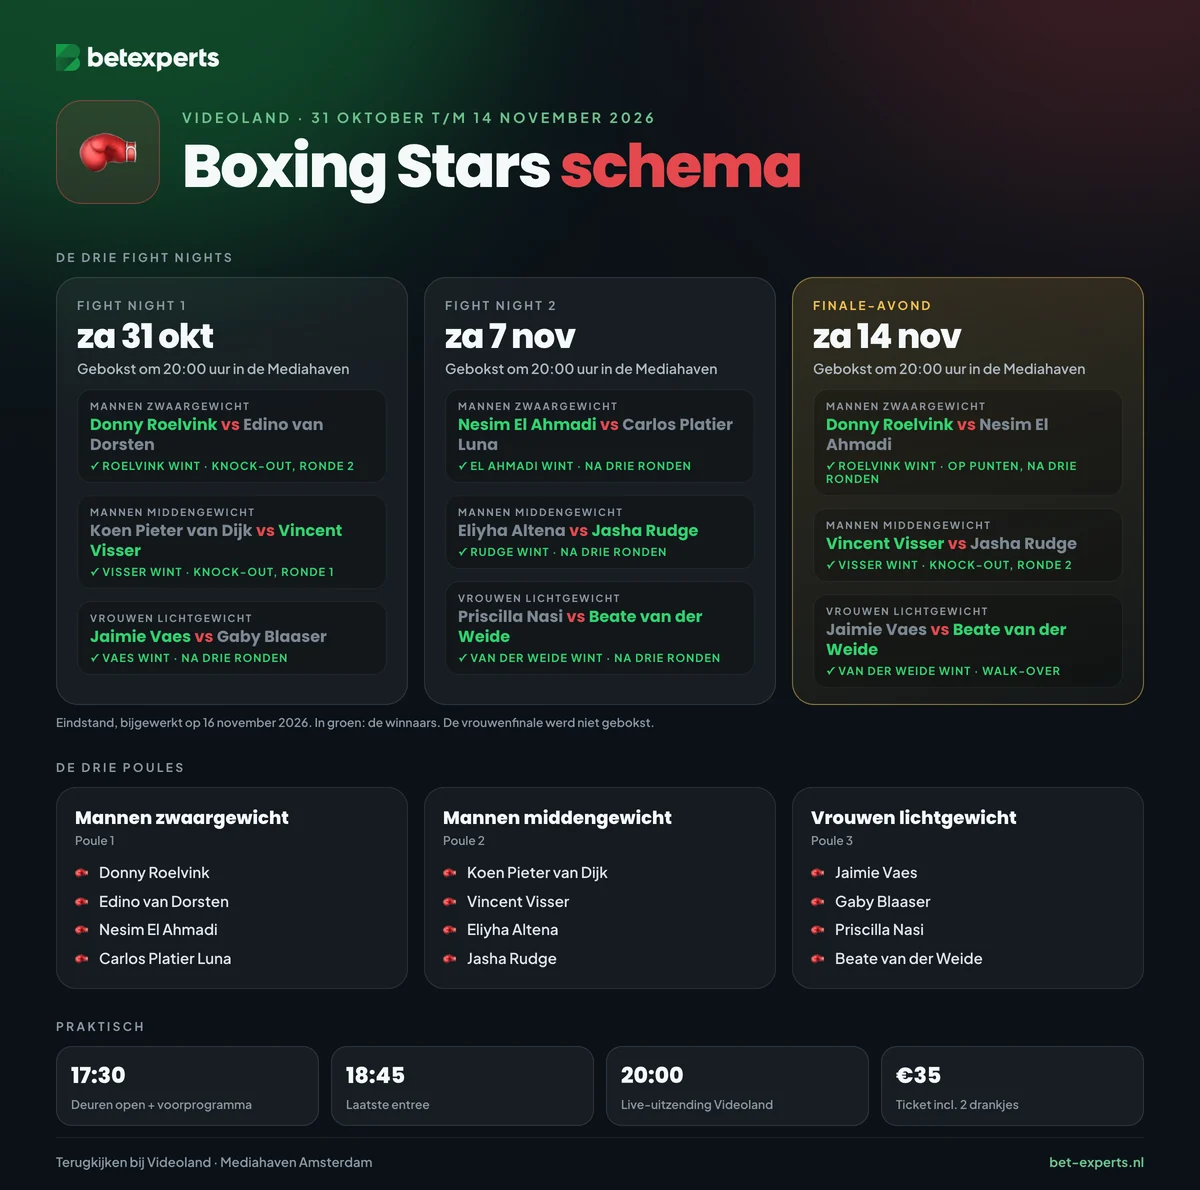 betexperts
VIDEOLAND · 31 OKTOBER T/M 14 NOVEMBER 2026
Boxing Stars schema
DE DRIE FIGHT NIGHTS
FIGHT NIGHT 1
za 31 okt
Gebokst om 20:00 uur in de Mediahaven
MANNEN ZWAARGEWICHT
Donny Roelvink vs Edino van
Dorsten
✓ ROELVINK WINT · KNOCK-OUT, RONDE 2
MANNEN MIDDENGEWICHT
Koen Pieter van Dijk vs Vincent
Visser
✓ VISSER WINT · KNOCK-OUT, RONDE 1
VROUWEN LICHTGEWICHT
Jaimie Vaes vs Gaby Blaaser
✓ VAES WINT · NA DRIE RONDEN
FIGHT NIGHT 2
za 7 nov
Gebokst om 20:00 uur in de Mediahaven
MANNEN ZWAARGEWICHT
Nesim El Ahmadi vs Carlos Platier
Luna
✓ EL AHMADI WINT · NA DRIE RONDEN
MANNEN MIDDENGEWICHT
Eliyha Altena vs Jasha Rudge
✓ RUDGE WINT · NA DRIE RONDEN
VROUWEN LICHTGEWICHT
Priscilla Nasi vs Beate van der
Weide
✓ VAN DER WEIDE WINT · NA DRIE RONDEN
FINALE-AVOND
za 14 nov
Gebokst om 20:00 uur in de Mediahaven
MANNEN ZWAARGEWICHT
Donny Roelvink vs Nesim El
Ahmadi
✓ ROELVINK WINT · OP PUNTEN, NA DRIE
RONDEN
MANNEN MIDDENGEWICHT
Vincent Visser vs Jasha Rudge
✓ VISSER WINT · KNOCK-OUT, RONDE 2
VROUWEN LICHTGEWICHT
Jaimie Vaes vs Beate van der
Weide
✓ VAN DER WEIDE WINT · WALK-OVER
Eindstand, bijgewerkt op 16 november 2026. In groen: de winnaars. De vrouwenfinale werd niet gebokst.
DE DRIE POULES
Mannen zwaargewicht
Poule 1
Donny Roelvink
Edino van Dorsten
Nesim El Ahmadi
Carlos Platier Luna
Mannen middengewicht
Poule 2
Koen Pieter van Dijk
Vincent Visser
Eliyha Altena
Jasha Rudge
Vrouwen lichtgewicht
Poule 3
Jaimie Vaes
Gaby Blaaser
Priscilla Nasi
Beate van der Weide
PRAKTISCH
17:30
Deuren open + voorprogramma
18:45
Laatste entree
20:00
Live-uitzending Videoland
€35
Ticket incl. 2 drankjes
Terugkijken bij Videoland · Mediahaven Amsterdam
bet-experts.nl